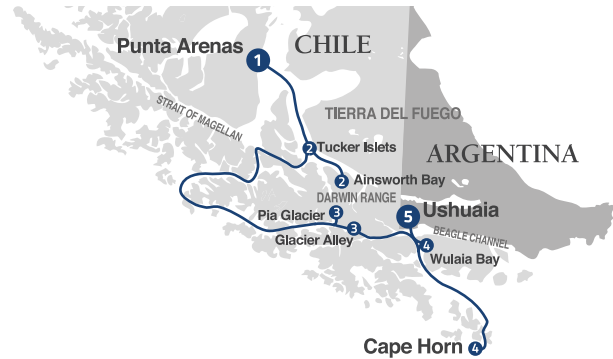 Punta Arenas
1
CHILE
STRAIT OF MAGELLAN
TIERRA DEL FUEGO
2
Tucker Islets
ARGENTINA
2
Ainsworth Bay
DARWIN RANGE
Pia Glacier
3
5
Ushuaia
Glacier Alley
3
BEAGLE CHANNEL
4
Wulaia Bay
Cape Horn
4